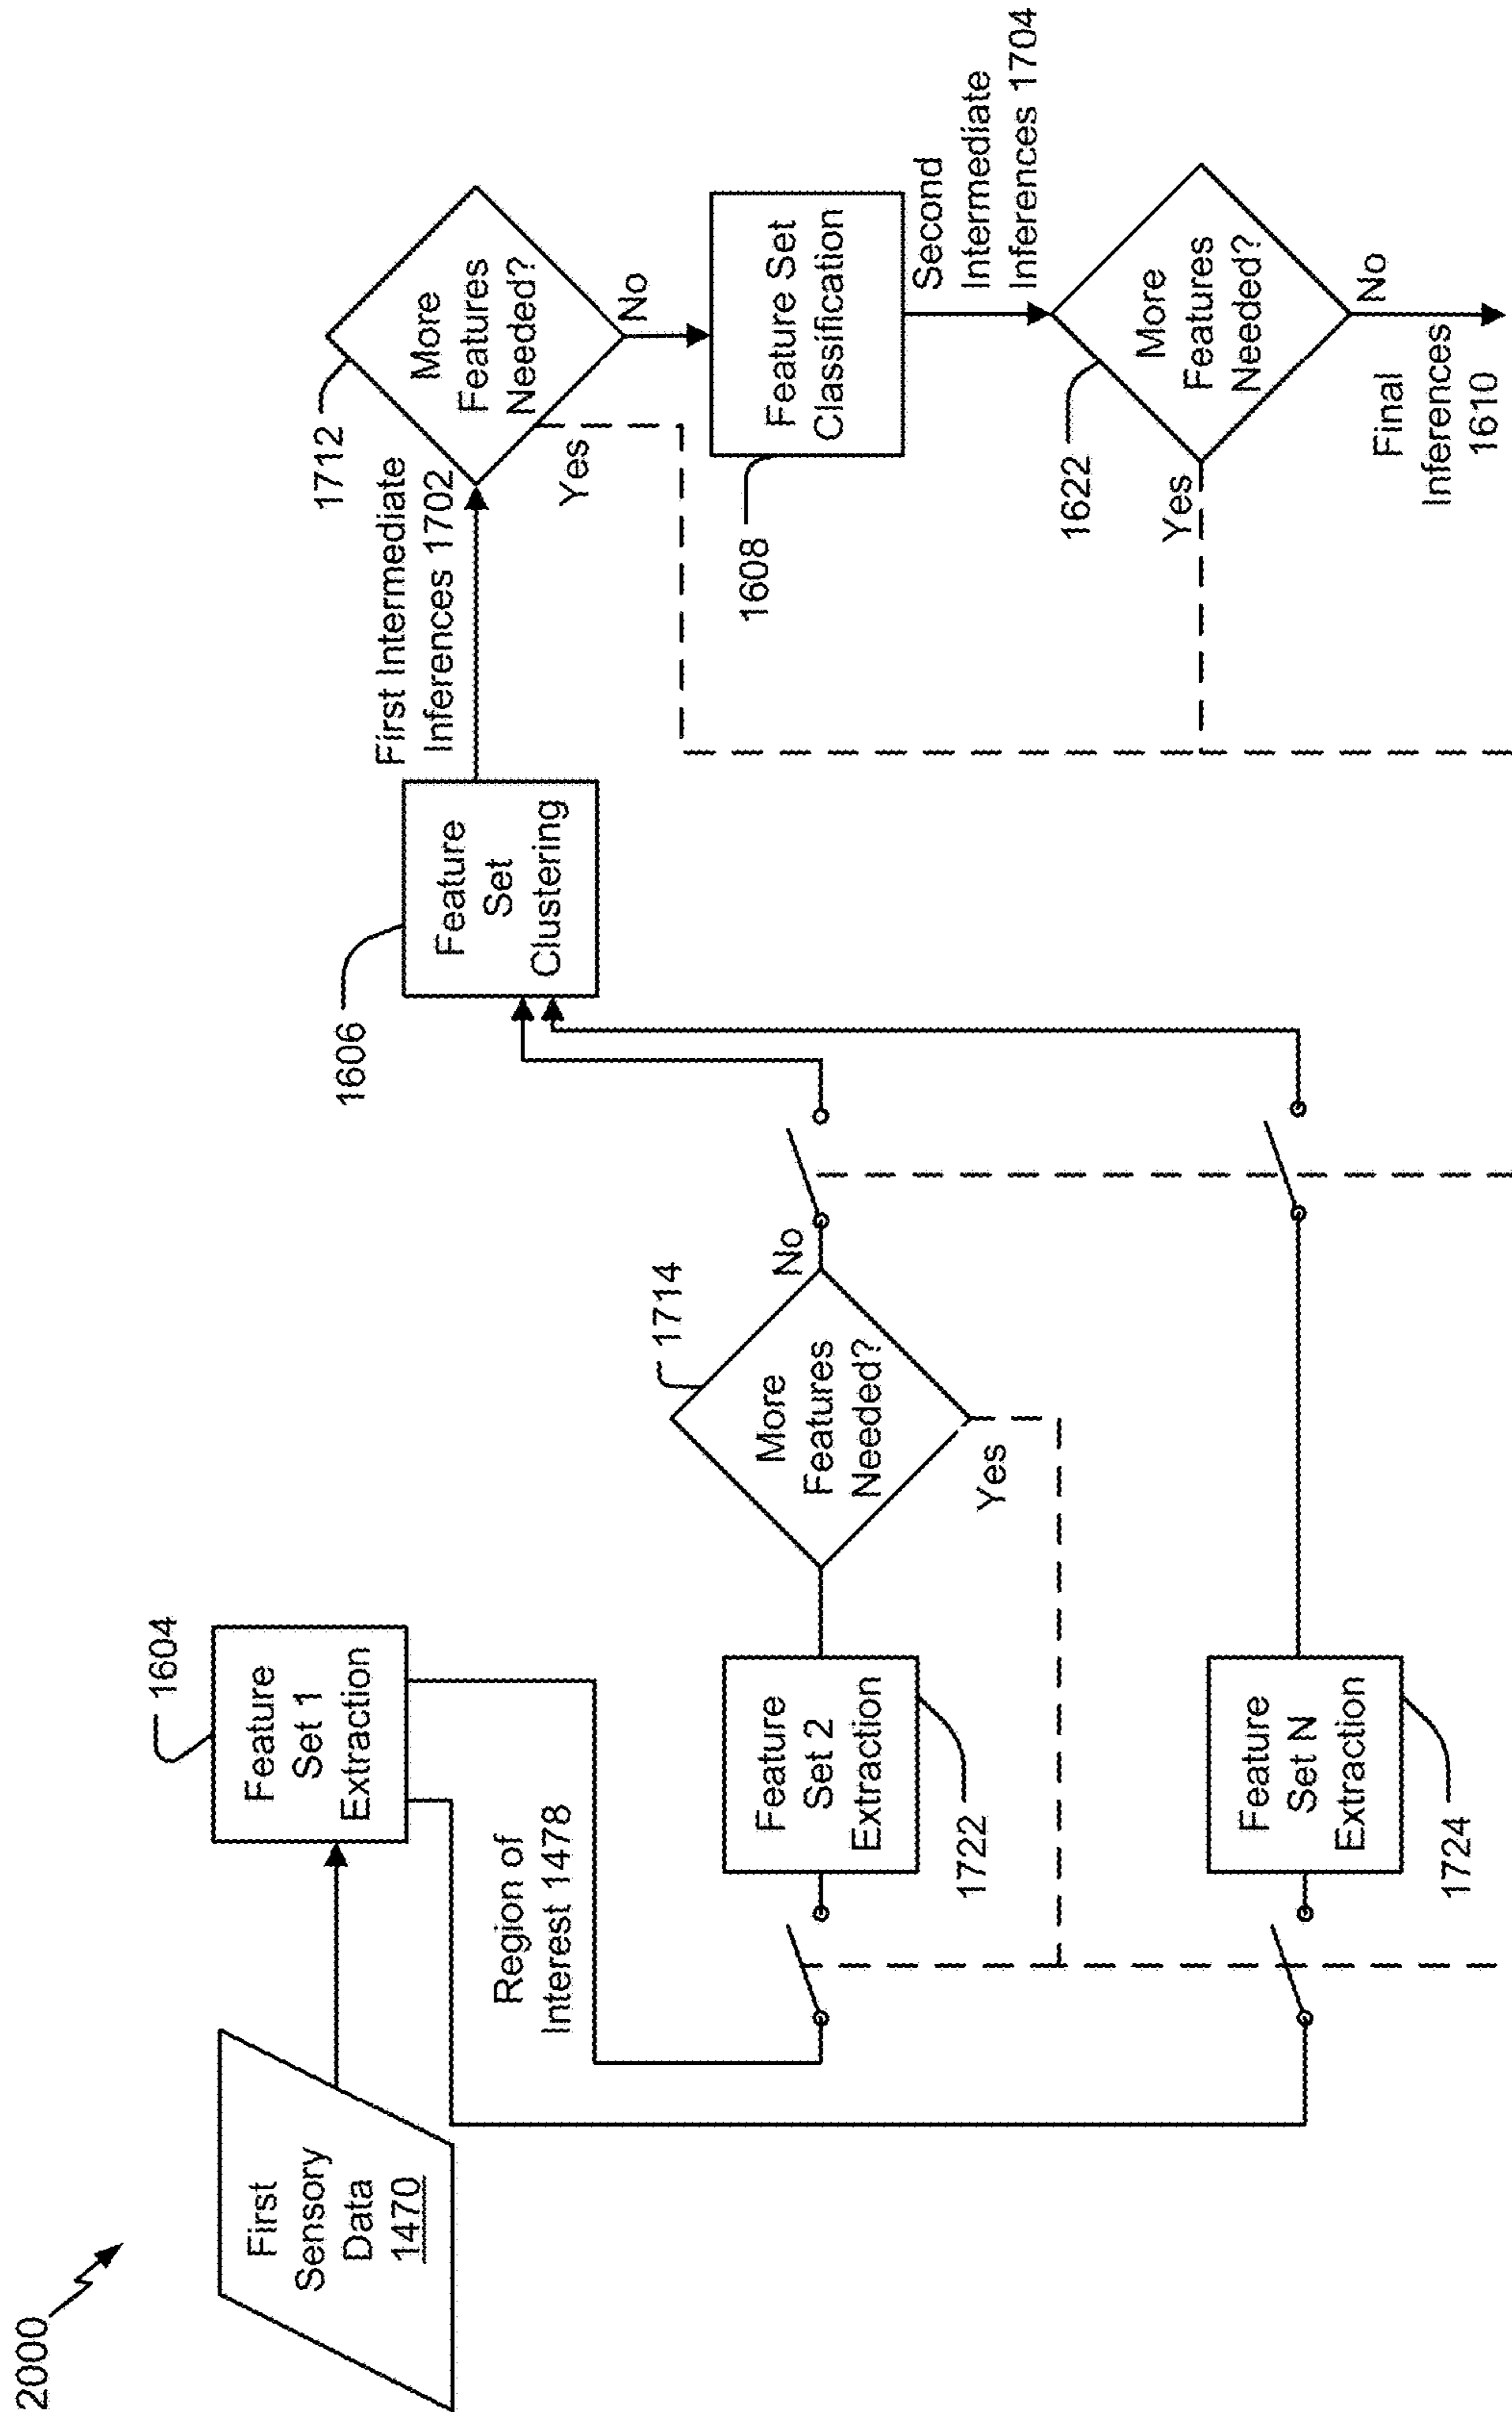 2000
First
Sensory
Data
1470
1604
Feature
Set 1
Extraction
Region of
Interest 1478
Feature
Set 2
Extraction
1722
1714
More
Features
Needed?
No
Yes
Feature
Set N
Extraction
1724
1606
Feature
Set
Clustering
First Intermediate
Inferences 1702
1712
More
Features
Needed?
Yes
No
1608
Feature Set
Classification
Second
Intermediate
Inferences 1704
1622
More
Features
Needed?
Yes
No
Final
Inferences
1610